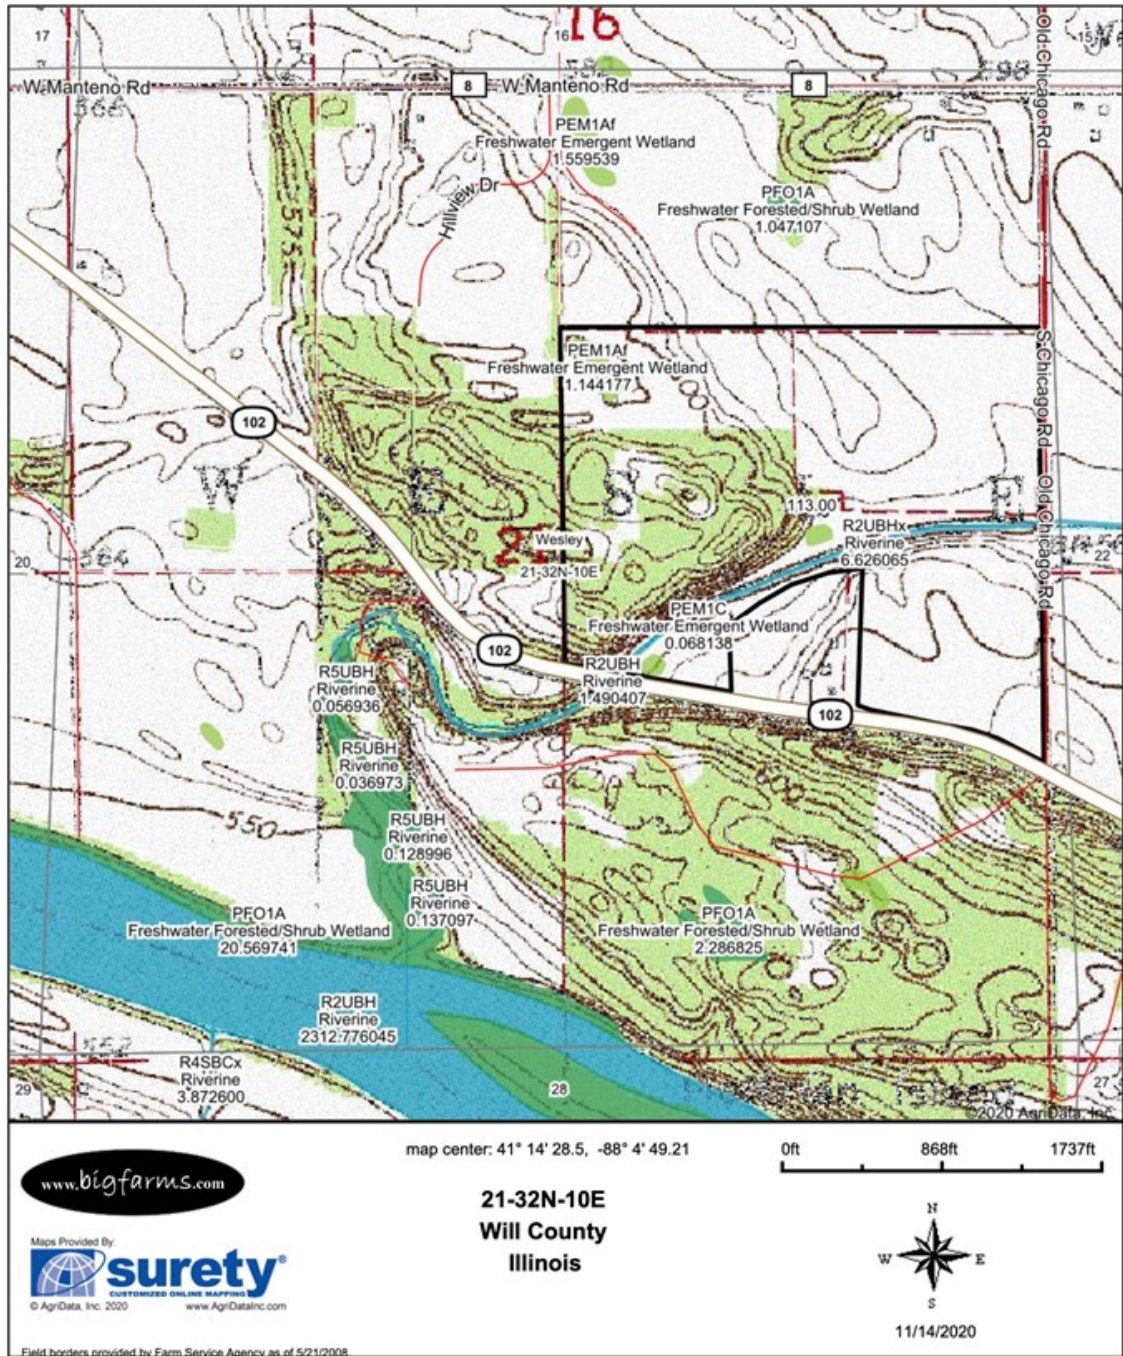 17
16
16
15
Old Chicago Rd
W Manteno Rd
8
W Manteno Rd
8
PEM1Af
Freshwater Emergent Wetland
1.559539
Hillview Dr
PFO1A
Freshwater Forested/Shrub Wetland
1.047107
575
S Chicago Rd
PEM1Af
Freshwater Emergent Wetland
1.144177
102
W
E
S
113.00
E
Old Chicago Rd
R2UBHx
Riverine
6.626065
22
Wesley
21-32N-10E
20
564
PEM1C
Freshwater Emergent Wetland
0.068138
102
R2UBH
Riverine
1.490407
R5UBH
Riverine
0.056936
102
R5UBH
Riverine
0.036973
550
R5UBH
Riverine
0.128996
R5UBH
Riverine
0.137097
PFO1A
Freshwater Forested/Shrub Wetland
20.569741
PFO1A
Freshwater Forested/Shrub Wetland
2.286825
R2UBH
Riverine
2312.776045
552
R4SBCx
Riverine
3.872600
29
28
27
©2020 AgriData, Inc.
map center: 41° 14' 28.5, -88° 4' 49.21
0ft 868ft 1737ft
www.bigfarms.com
21-32N-10E
Will County
Illinois
N
W E
S
Maps Provided By:
surety®
CUSTOMIZED ONLINE MAPPING
© AgriData, Inc. 2020 www.AgriDataInc.com
11/14/2020
Field borders provided by Farm Service Agency as of 5/21/2008.